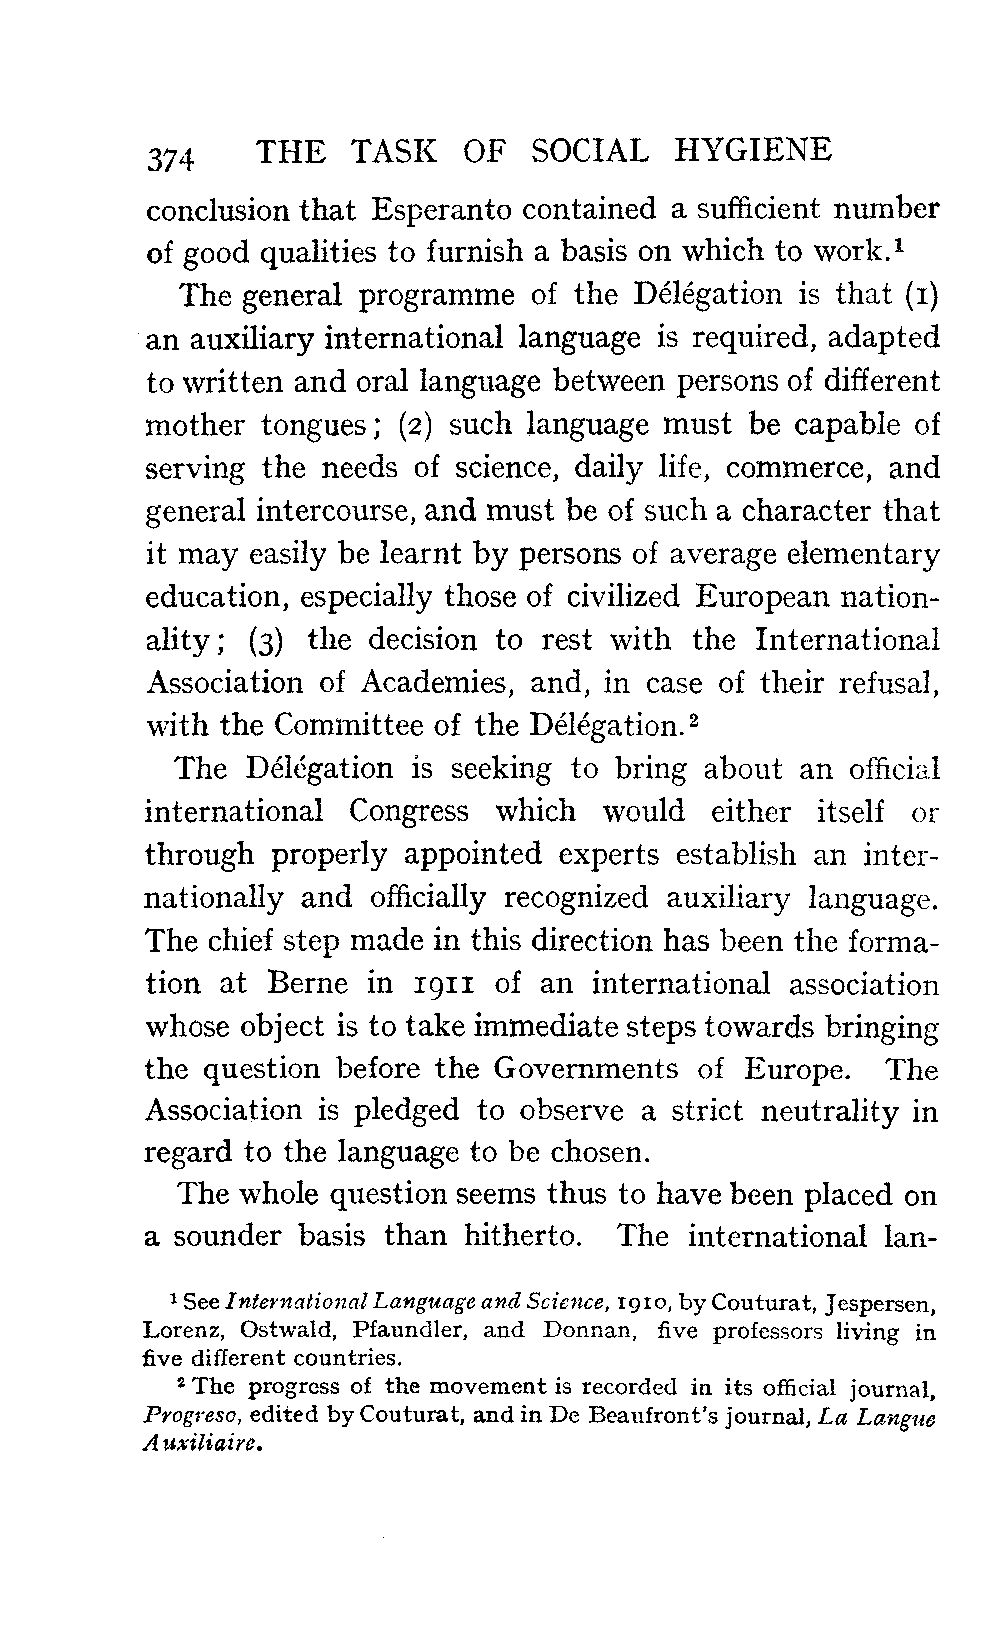 374 THE TASK OF SOCIAL HYGIENE
conclusion that Esperanto contained a sufficient number
of good qualities to furnish a basis on which to work.¹
The general programme of the Délégation is that (1)
an auxiliary international language is required, adapted
to written and oral language between persons of different
mother tongues; (2) such language must be capable of
serving the needs of science, daily life, commerce, and
general intercourse, and must be of such a character that
it may easily be learnt by persons of average elementary
education, especially those of civilized European nation-
ality; (3) the decision to rest with the International
Association of Academies, and, in case of their refusal,
with the Committee of the Délégation.²
The Délégation is seeking to bring about an official
international Congress which would either itself or
through properly appointed experts establish an inter-
nationally and officially recognized auxiliary language.
The chief step made in this direction has been the forma-
tion at Berne in 1911 of an international association
whose object is to take immediate steps towards bringing
the question before the Governments of Europe. The
Association is pledged to observe a strict neutrality in
regard to the language to be chosen.
The whole question seems thus to have been placed on
a sounder basis than hitherto. The international lan-
¹ See International Language and Science, 1910, by Couturat, Jespersen,
Lorenz, Ostwald, Pfaundler, and Donnan, five professors living in
five different countries.
² The progress of the movement is recorded in its official journal,
Progreso, edited by Couturat, and in De Beaufront's journal, La Langue
Auxiliaire.